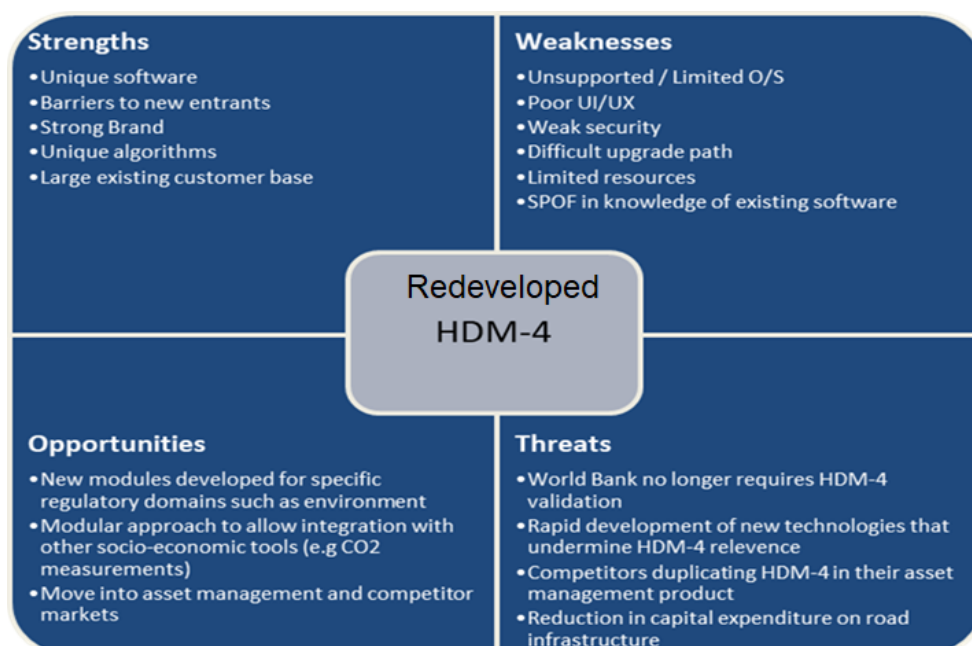 Strengths
•Unique software
•Barriers to new entrants
•Strong Brand
•Unique algorithms
•Large existing customer base
Weaknesses
•Unsupported / Limited O/S
•Poor UI/UX
•Weak security
•Difficult upgrade path
•Limited resources
•SPOF in knowledge of existing software
Redeveloped
HDM-4
Opportunities
•New modules developed for specific
regulatory domains such as environment
•Modular approach to allow integration with
other socio-economic tools (e.g CO2
measurements)
•Move into asset management and competitor
markets
Threats
•World Bank no longer requires HDM-4
validation
•Rapid development of new technologies that
undermine HDM-4 relevence
•Competitors duplicating HDM-4 in their asset
management product
•Reduction in capital expenditure on road
infrastructure